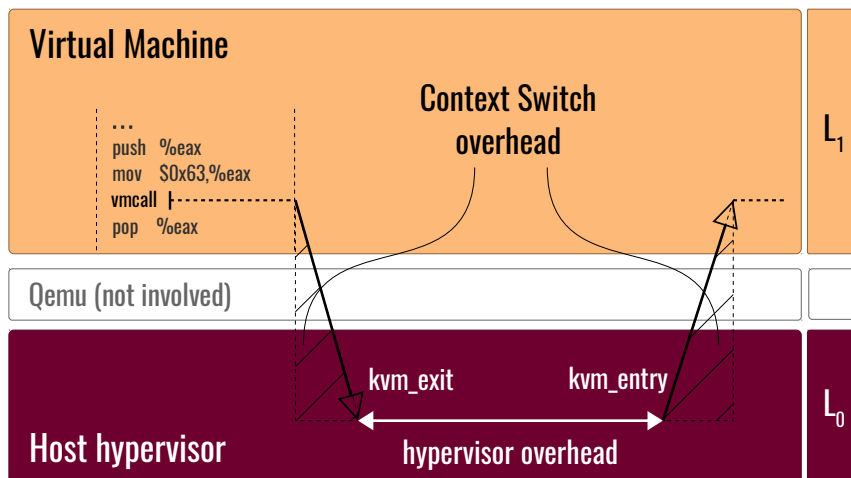 Virtual Machine
Context Switch
overhead
L1
...
push %eax
mov $0x63,%eax
vmcall
pop %eax
Qemu (not involved)
kvm_exit
kvm_entry
L0
Host hypervisor
hypervisor overhead